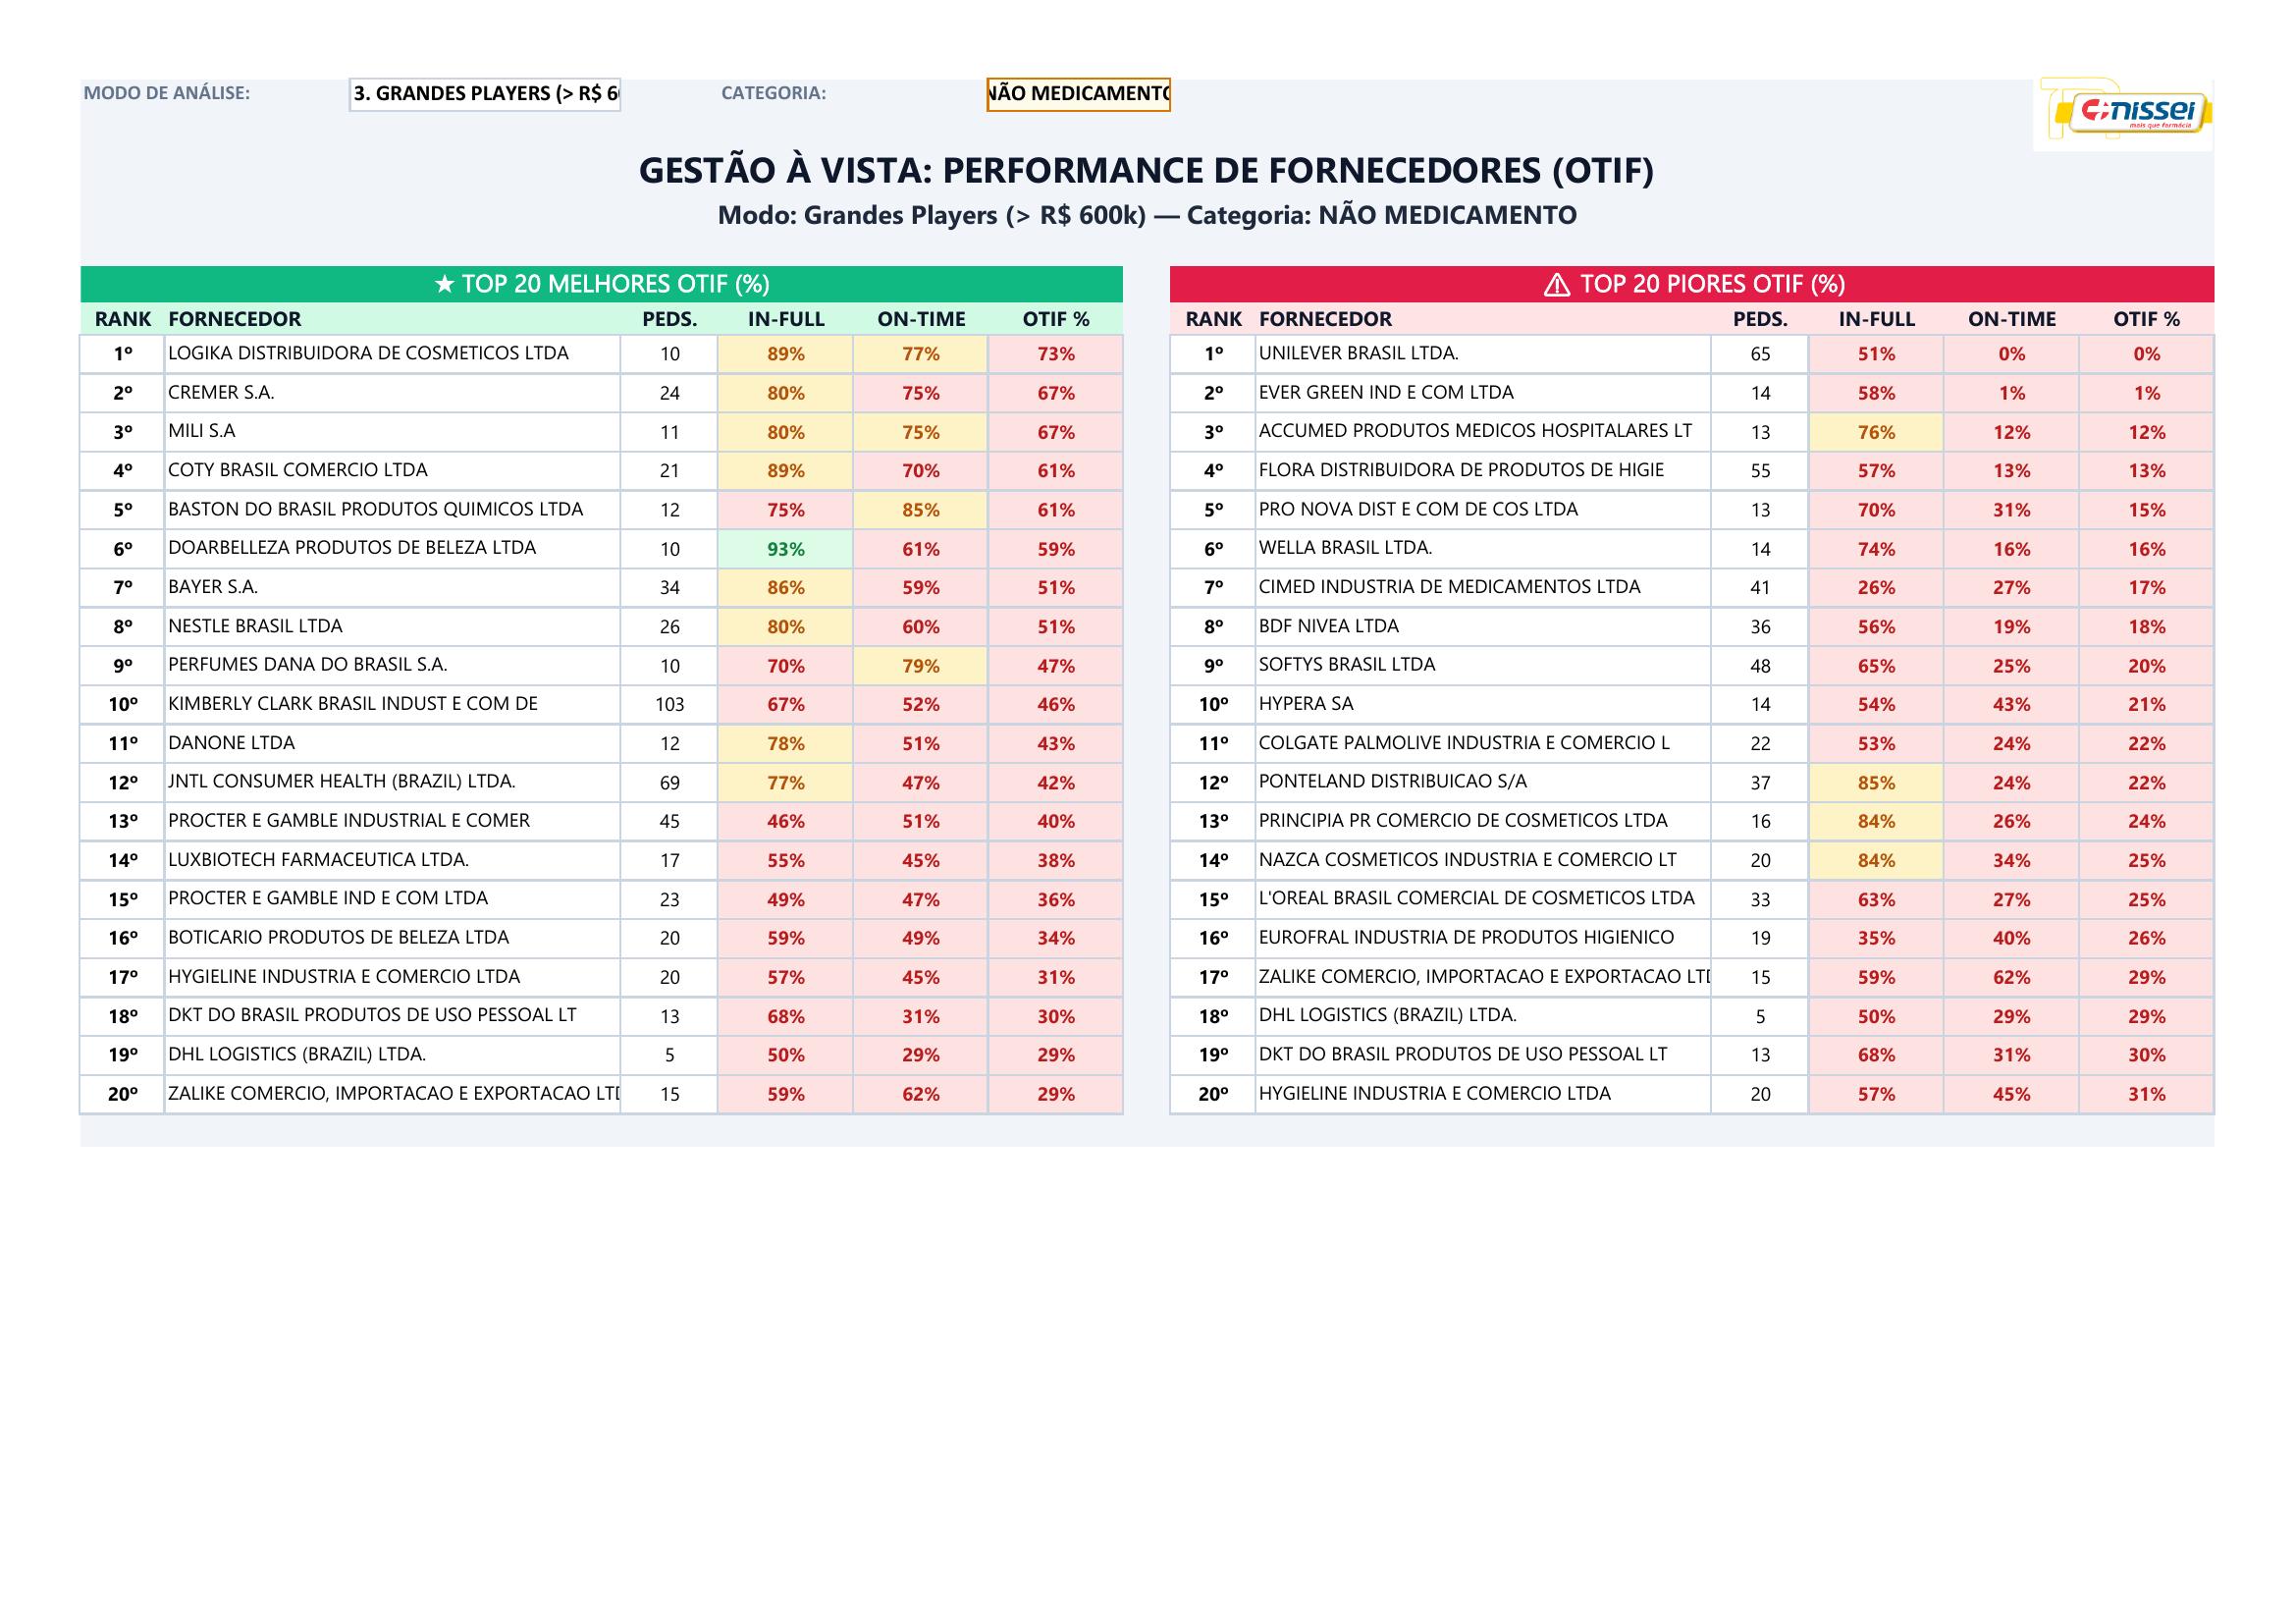 MODO DE ANÁLISE: 3. GRANDES PLAYERS (> R$ 6 CATEGORIA: NÃO MEDICAMENTO
nissei
mais que farmácia
GESTÃO À VISTA: PERFORMANCE DE FORNECEDORES (OTIF)
Modo: Grandes Players (> R$ 600k) — Categoria: NÃO MEDICAMENTO
★ TOP 20 MELHORES OTIF (%)
RANK FORNECEDOR PEDS. IN-FULL ON-TIME OTIF %
1º LOGIKA DISTRIBUIDORA DE COSMETICOS LTDA 10 89% 77% 73%
2º CREMER S.A. 24 80% 75% 67%
3º MILI S.A 11 80% 75% 67%
4º COTY BRASIL COMERCIO LTDA 21 89% 70% 61%
5º BASTON DO BRASIL PRODUTOS QUIMICOS LTDA 12 75% 85% 61%
6º DOARBELLEZA PRODUTOS DE BELEZA LTDA 10 93% 61% 59%
7º BAYER S.A. 34 86% 59% 51%
8º NESTLE BRASIL LTDA 26 80% 60% 51%
9º PERFUMES DANA DO BRASIL S.A. 10 70% 79% 47%
10º KIMBERLY CLARK BRASIL INDUST E COM DE 103 67% 52% 46%
11º DANONE LTDA 12 78% 51% 43%
12º JNTL CONSUMER HEALTH (BRAZIL) LTDA. 69 77% 47% 42%
13º PROCTER E GAMBLE INDUSTRIAL E COMER 45 46% 51% 40%
14º LUXBIOTECH FARMACEUTICA LTDA. 17 55% 45% 38%
15º PROCTER E GAMBLE IND E COM LTDA 23 49% 47% 36%
16º BOTICARIO PRODUTOS DE BELEZA LTDA 20 59% 49% 34%
17º HYGIELINE INDUSTRIA E COMERCIO LTDA 20 57% 45% 31%
18º DKT DO BRASIL PRODUTOS DE USO PESSOAL LT 13 68% 31% 30%
19º DHL LOGISTICS (BRAZIL) LTDA. 5 50% 29% 29%
20º ZALIKE COMERCIO, IMPORTACAO E EXPORTACAO LTD 15 59% 62% 29%
⚠ TOP 20 PIORES OTIF (%)
RANK FORNECEDOR PEDS. IN-FULL ON-TIME OTIF %
1º UNILEVER BRASIL LTDA. 65 51% 0% 0%
2º EVER GREEN IND E COM LTDA 14 58% 1% 1%
3º ACCUMED PRODUTOS MEDICOS HOSPITALARES LT 13 76% 12% 12%
4º FLORA DISTRIBUIDORA DE PRODUTOS DE HIGIE 55 57% 13% 13%
5º PRO NOVA DIST E COM DE COS LTDA 13 70% 31% 15%
6º WELLA BRASIL LTDA. 14 74% 16% 16%
7º CIMED INDUSTRIA DE MEDICAMENTOS LTDA 41 26% 27% 17%
8º BDF NIVEA LTDA 36 56% 19% 18%
9º SOFTYS BRASIL LTDA 48 65% 25% 20%
10º HYPERA SA 14 54% 43% 21%
11º COLGATE PALMOLIVE INDUSTRIA E COMERCIO L 22 53% 24% 22%
12º PONTELAND DISTRIBUICAO S/A 37 85% 24% 22%
13º PRINCIPIA PR COMERCIO DE COSMETICOS LTDA 16 84% 26% 24%
14º NAZCA COSMETICOS INDUSTRIA E COMERCIO LT 20 84% 34% 25%
15º L'OREAL BRASIL COMERCIAL DE COSMETICOS LTDA 33 63% 27% 25%
16º EUROFRAL INDUSTRIA DE PRODUTOS HIGIENICO 19 35% 40% 26%
17º ZALIKE COMERCIO, IMPORTACAO E EXPORTACAO LTD 15 59% 62% 29%
18º DHL LOGISTICS (BRAZIL) LTDA. 5 50% 29% 29%
19º DKT DO BRASIL PRODUTOS DE USO PESSOAL LT 13 68% 31% 30%
20º HYGIELINE INDUSTRIA E COMERCIO LTDA 20 57% 45% 31%